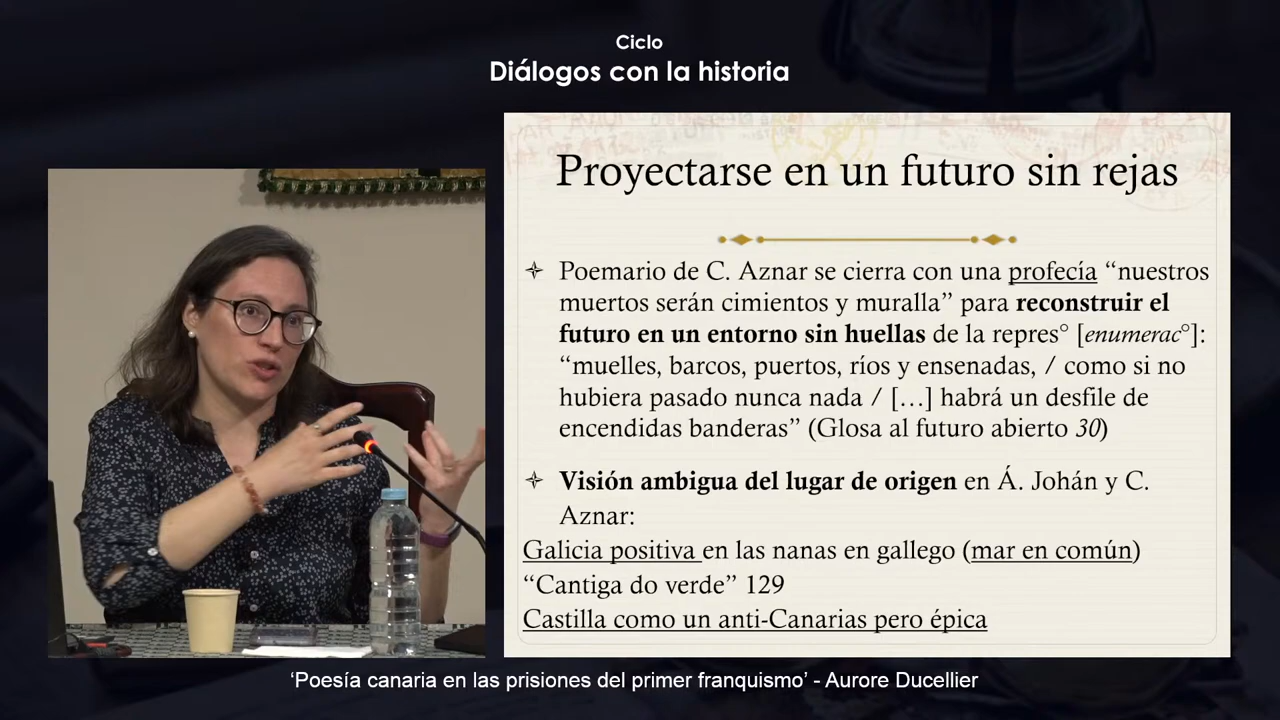 Ciclo
Diálogos con la historia
Proyectarse en un futuro sin rejas
Poemario de C. Aznar se cierra con una profecía “nuestros
muertos serán cimientos y muralla” para reconstruir el
futuro en un entorno sin huellas de la repres° [enumerac°]:
“muelles, barcos, puertos, ríos y ensenadas, / como si no
hubiera pasado nunca nada / […] habrá un desfile de
encendidas banderas” (Glosa al futuro abierto 30)
Visión ambigua del lugar de origen en Á. Johán y C.
Aznar:
Galicia positiva en las nanas en gallego (mar en común)
“Cantiga do verde” 129
Castilla como un anti-Canarias pero épica
‘Poesía canaria en las prisiones del primer franquismo’ - Aurore Ducellier